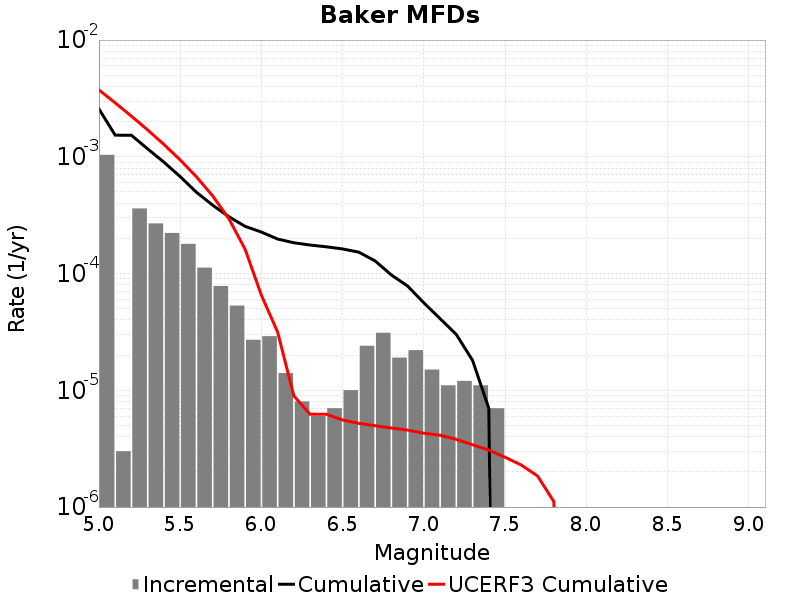 Baker MFDs
10^-2
10^-3
10^-4
10^-5
10^-6
Rate (1/yr)
5.0 5.5 6.0 6.5 7.0 7.5 8.0 8.5 9.0
Magnitude
Incremental Cumulative UCERF3 Cumulative